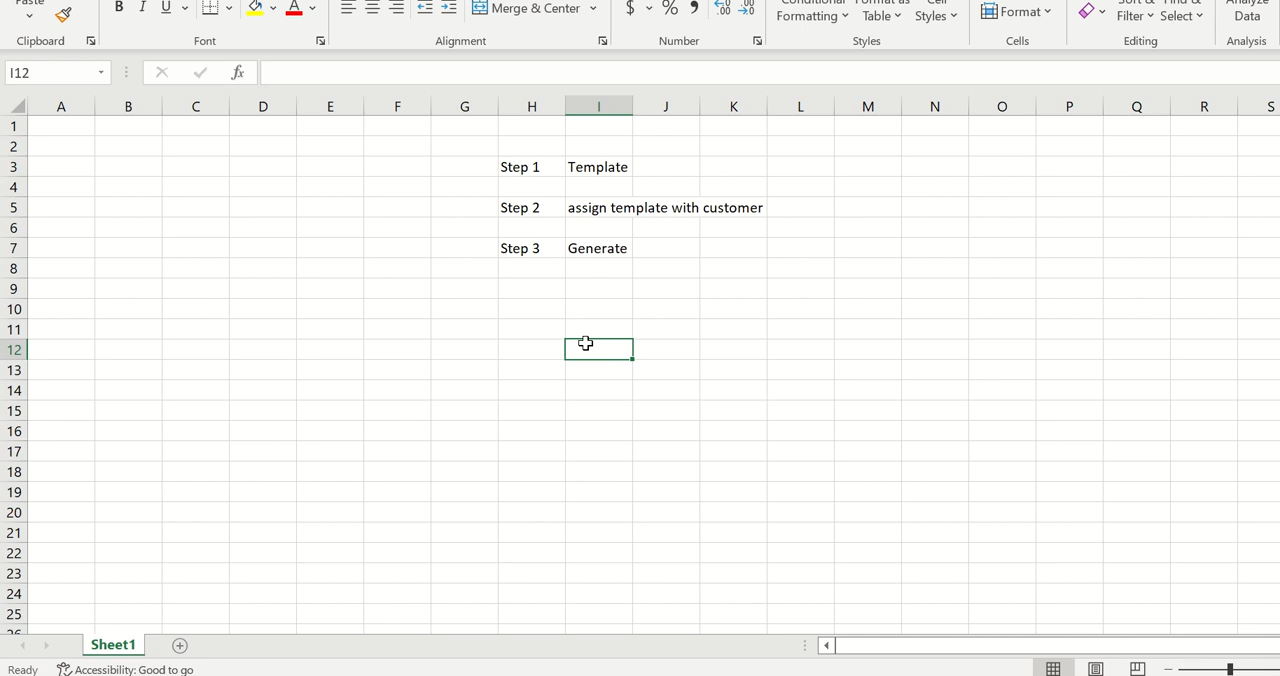 Paste
B I U A
Merge & Center
$ % 9 .00 .00
Conditional Format as Cell
Formatting Table Styles
Format
Sort & Find &
Filter Select
Analyze
Data
Clipboard Font Alignment Number Styles Cells Editing Analysis
I12 fx
A B C D E F G H I J K L M N O P Q R S
1
2
3 Step 1 Template
4
5 Step 2 assign template with customer
6
7 Step 3 Generate
8
9
10
11
12
13
14
15
16
17
18
19
20
21
22
23
24
25
26
Sheet1
Ready Accessibility: Good to go